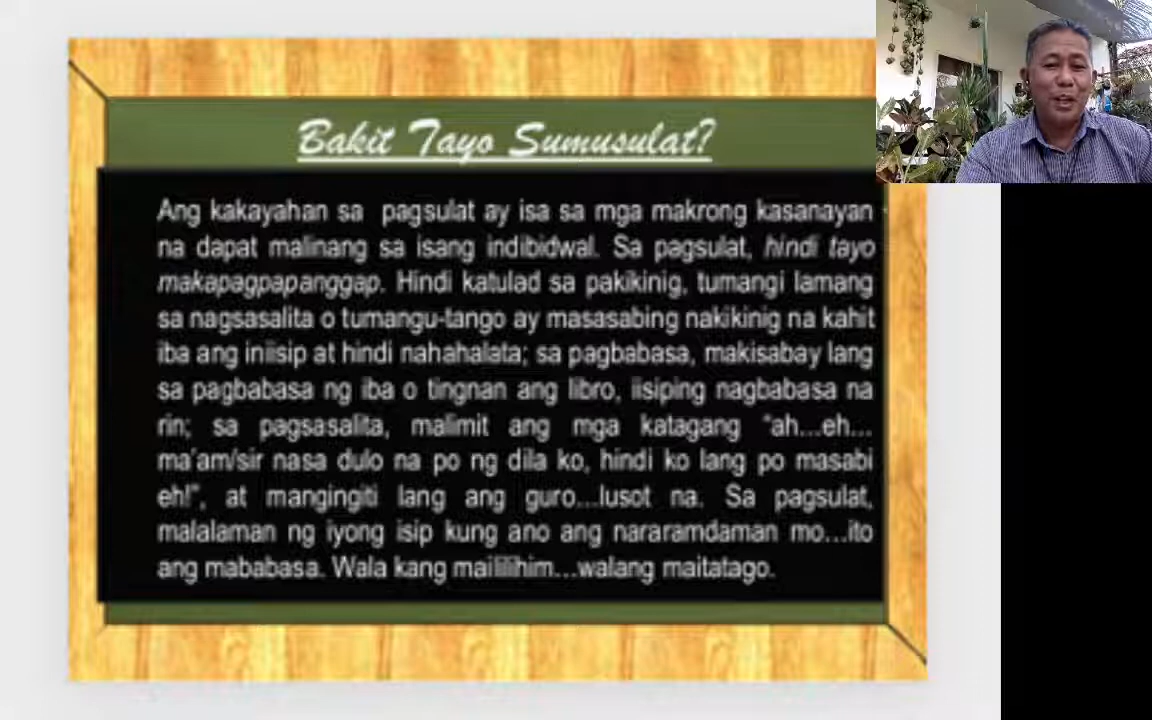 Bakit Tayo Sumusulat?
Ang kakayahan sa pagsulat ay isa sa mga makrong kasanayan
na dapat malinang sa isang indibidwal. Sa pagsulat, hindi tayo
makapagpapanggap. Hindi katulad sa pakikinig, tumangi lamang
sa nagsasalita o tumangu-tango ay masasabing nakikinig na kahit
iba ang iniisip at hindi nahahalata; sa pagbabasa, makisabay lang
sa pagbabasa ng iba o tingnan ang libro, iisiping nagbabasa na
rin; sa pagsasalita, malimit ang mga katagang "ah...eh...
ma'am/sir nasa dulo na po ng dila ko, hindi ko lang po masabi
eh!", at mangingiti lang ang guro...lusot na. Sa pagsulat,
malalaman ng iyong isip kung ano ang nararamdaman mo...ito
ang mababasa. Wala kang maililihim...walang maitatago.